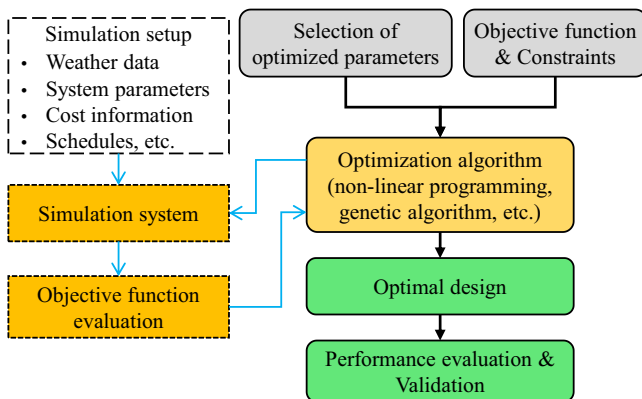 Simulation setup
• Weather data
• System parameters
• Cost information
• Schedules, etc.
Selection of
optimized parameters
Objective function
& Constraints
Optimization algorithm
(non-linear programming,
genetic algorithm, etc.)
Simulation system
Objective function
evaluation
Optimal design
Performance evaluation &
Validation